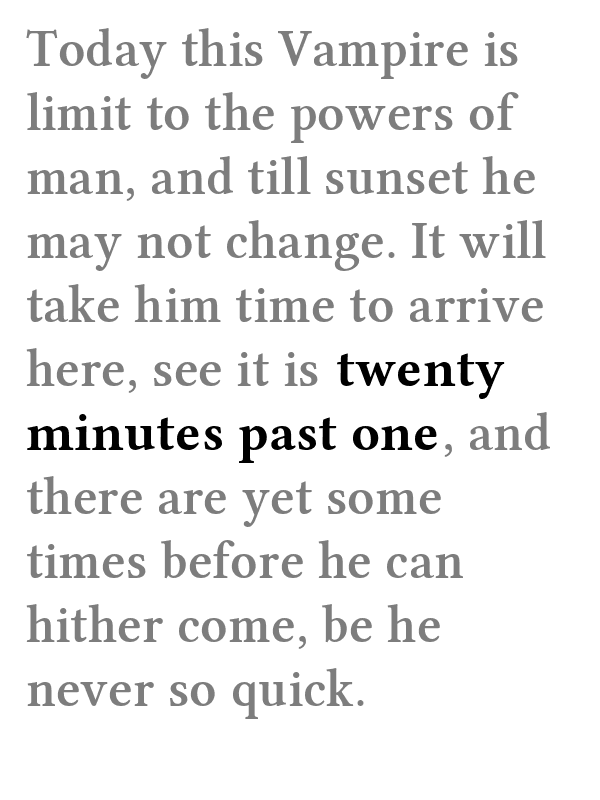 Today this Vampire is
limit to the powers of
man, and till sunset he
may not change. It will
take him time to arrive
here, see it is twenty
minutes past one, and
there are yet some
times before he can
hither come, be he
never so quick.